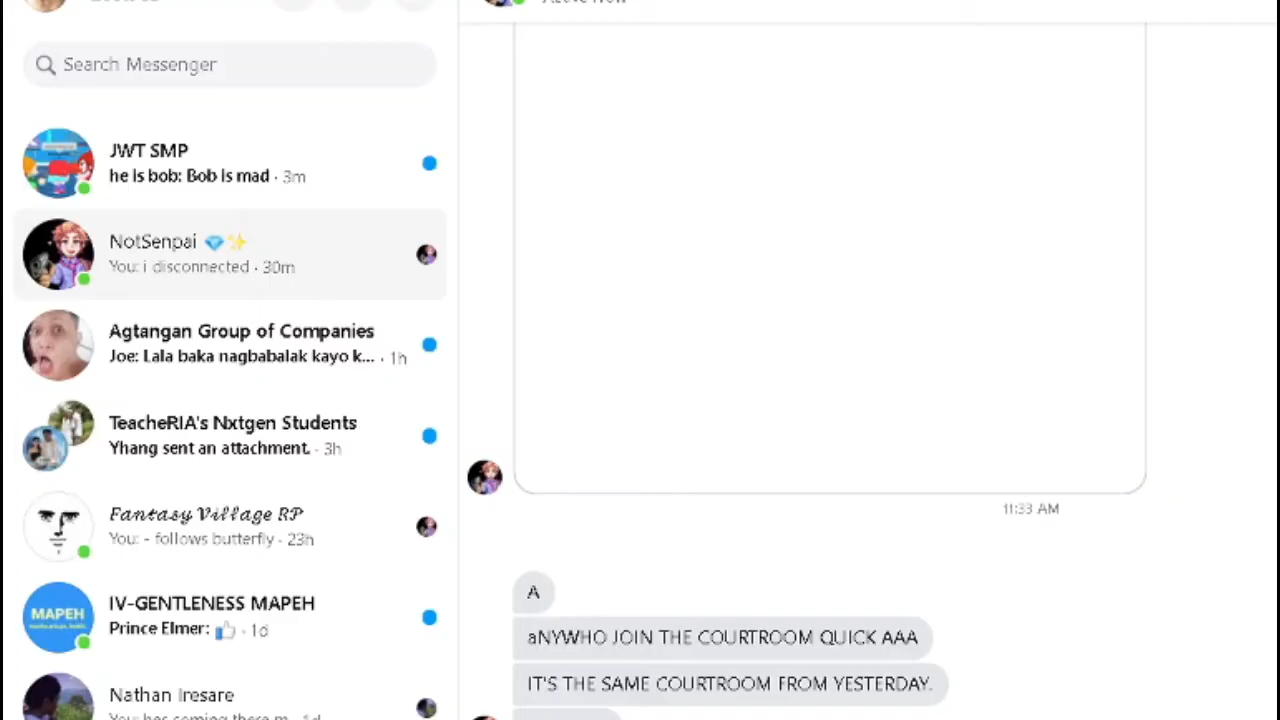 Active Now
Search Messenger
JWT SMP
he is bob: Bob is mad · 3m
NotSenpai 💎✨
You: i disconnected · 30m
Agtangan Group of Companies
Joe: Lala baka nagbabalak kayo k... · 1h
TeacheRIA's Nxtgen Students
Yhang sent an attachment. · 3h
𝓕𝓪𝓷𝓽𝓪𝓼𝔂 𝓥𝓲𝓵𝓵𝓪𝓰𝓮 𝓡𝓟
You: - follows butterfly · 23h
MAPEH
IV-GENTLENESS MAPEH
Prince Elmer: 👍 · 1d
Nathan Iresare
11:33 AM
A
aNYWHO JOIN THE COURTROOM QUICK AAA
IT'S THE SAME COURTROOM FROM YESTERDAY.